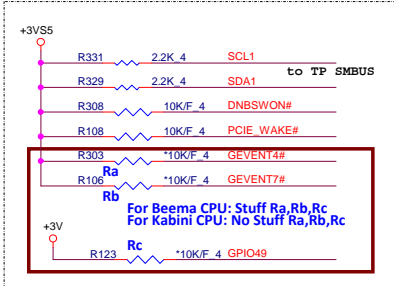 +3VS5
R331 2.2K_4 SCL1
to TP SMBUS
R329 2.2K_4 SDA1
R308 10K/F_4 DNBSWON#
R108 10K/F_4 PCIE_WAKE#
R303 *10K/F_4 GEVENT4#
Ra
R106 *10K/F_4 GEVENT7#
Rb
For Beema CPU: Stuff Ra,Rb,Rc
For Kabini CPU: No Stuff Ra,Rb,Rc
+3V
Rc
R123 *10K/F_4 GPIO49